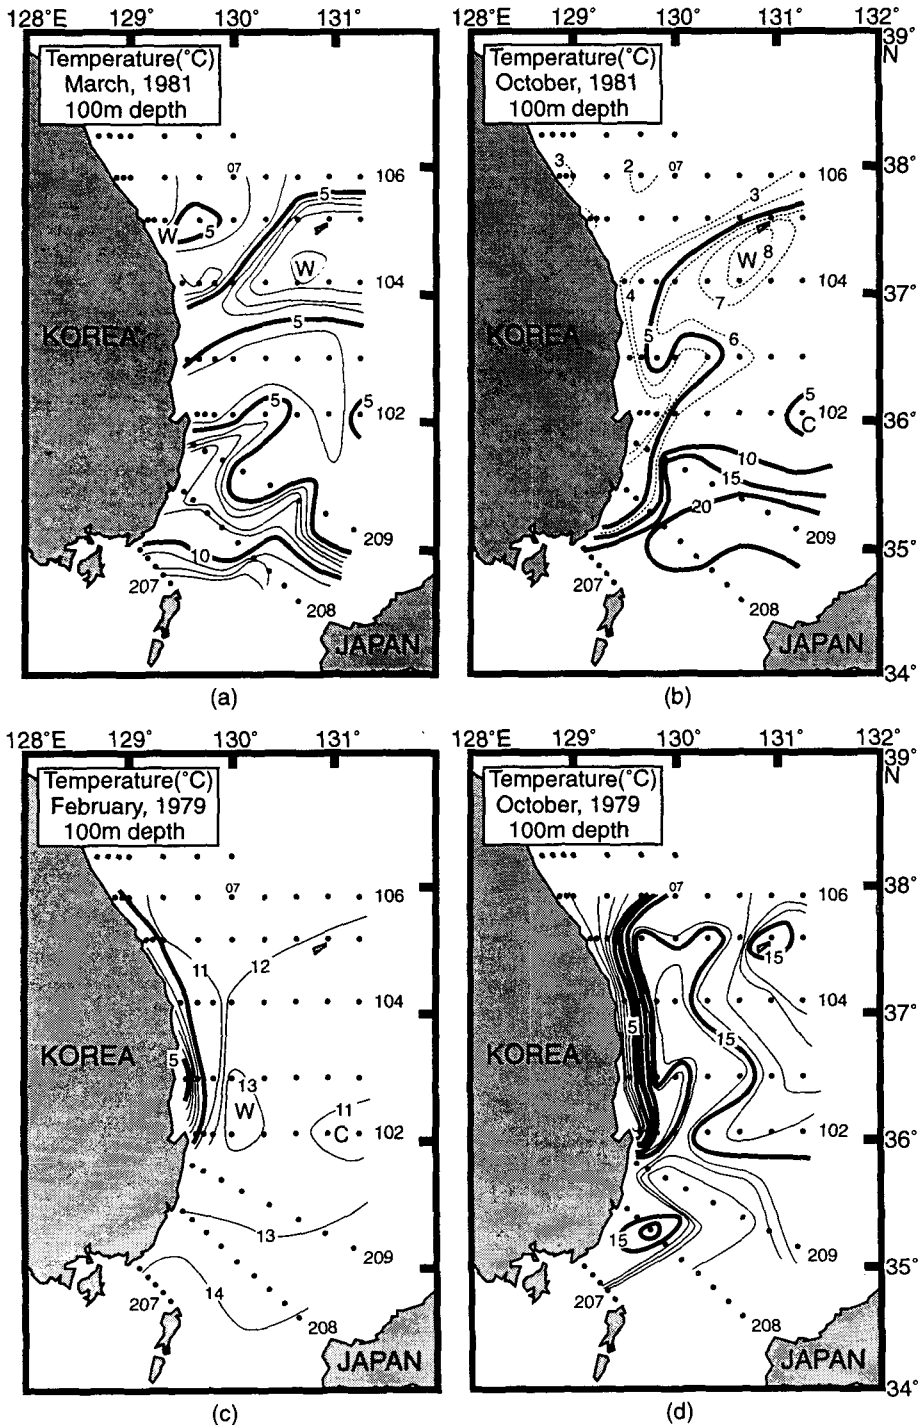 128°E 129° 130° 131°
Temperature(°C)
March, 1981
100m depth
07
106
5
5
W
W
104
KOREA
5
5
5
102
10
209
207
208
JAPAN
(a)
128°E 129° 130° 131° 132°
39°
N
Temperature(°C)
October, 1981
100m depth
38°
3
2
07
106
3
W 8
104
4
7
37°
KOREA
5
6
5
102
C
36°
10
15
20
209
35°
207
208
JAPAN
34°
(b)
128°E 129° 130° 131°
Temperature(°C)
February, 1979
100m depth
07
106
11
12
104
KOREA
5
13
W
11
C
102
13
209
14
207
208
JAPAN
(c)
128°E 129° 130° 131° 132°
39°
N
Temperature(°C)
October, 1979
100m depth
38°
07
106
15
104
37°
5
15
KOREA
102
36°
15
209
35°
207
208
JAPAN
34°
(d)